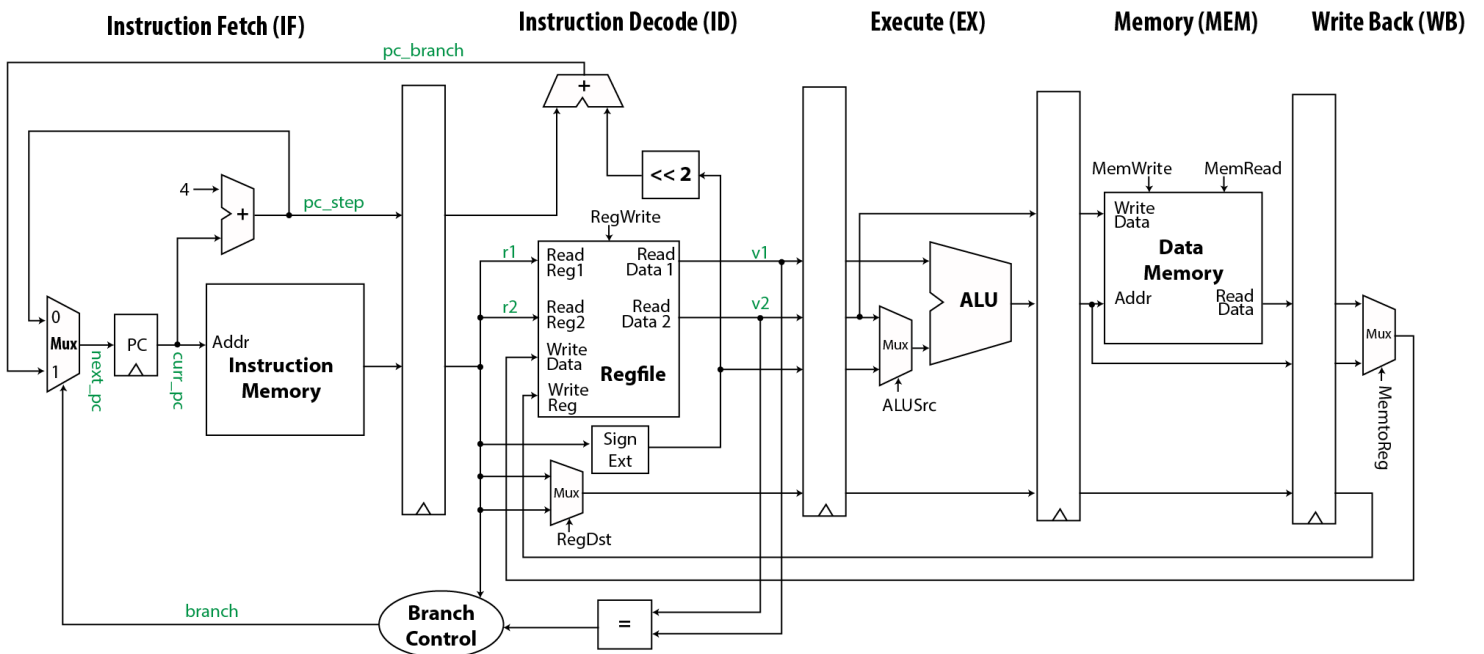 Instruction Fetch (IF)
Instruction Decode (ID)
Execute (EX)
Memory (MEM)
Write Back (WB)
pc_branch
+
<< 2
4
+
pc_step
RegWrite
MemWrite
MemRead
r1
Read
Reg1
Read
Data 1
v1
Write
Data
Data
Memory
ALU
r2
Read
Reg2
Read
Data 2
v2
Addr
Read
Data
0
Mux
1
next_pc
PC
curr_pc
Addr
Instruction
Memory
Write
Data
Regfile
Write
Reg
Mux
ALUSrc
Mux
MemtoReg
Sign
Ext
Mux
RegDst
branch
Branch
Control
=